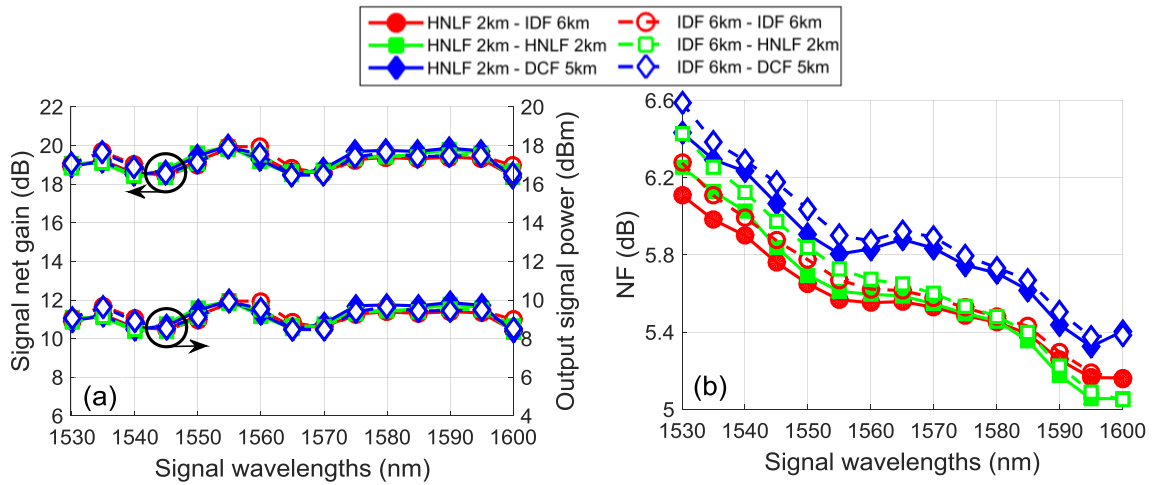 HNLF 2km - IDF 6km
IDF 6km - IDF 6km
HNLF 2km - HNLF 2km
IDF 6km - HNLF 2km
HNLF 2km - DCF 5km
IDF 6km - DCF 5km
Signal net gain (dB)
22
20
18
16
14
12
10
8
6
(a)
1530 1540 1550 1560 1570 1580 1590 1600
Signal wavelengths (nm)
20
18
16
14
12
10
8
6
4
Output signal power (dBm)
NF (dB)
6.6
6.2
5.8
5.4
5
(b)
1530 1540 1550 1560 1570 1580 1590 1600
Signal wavelengths (nm)